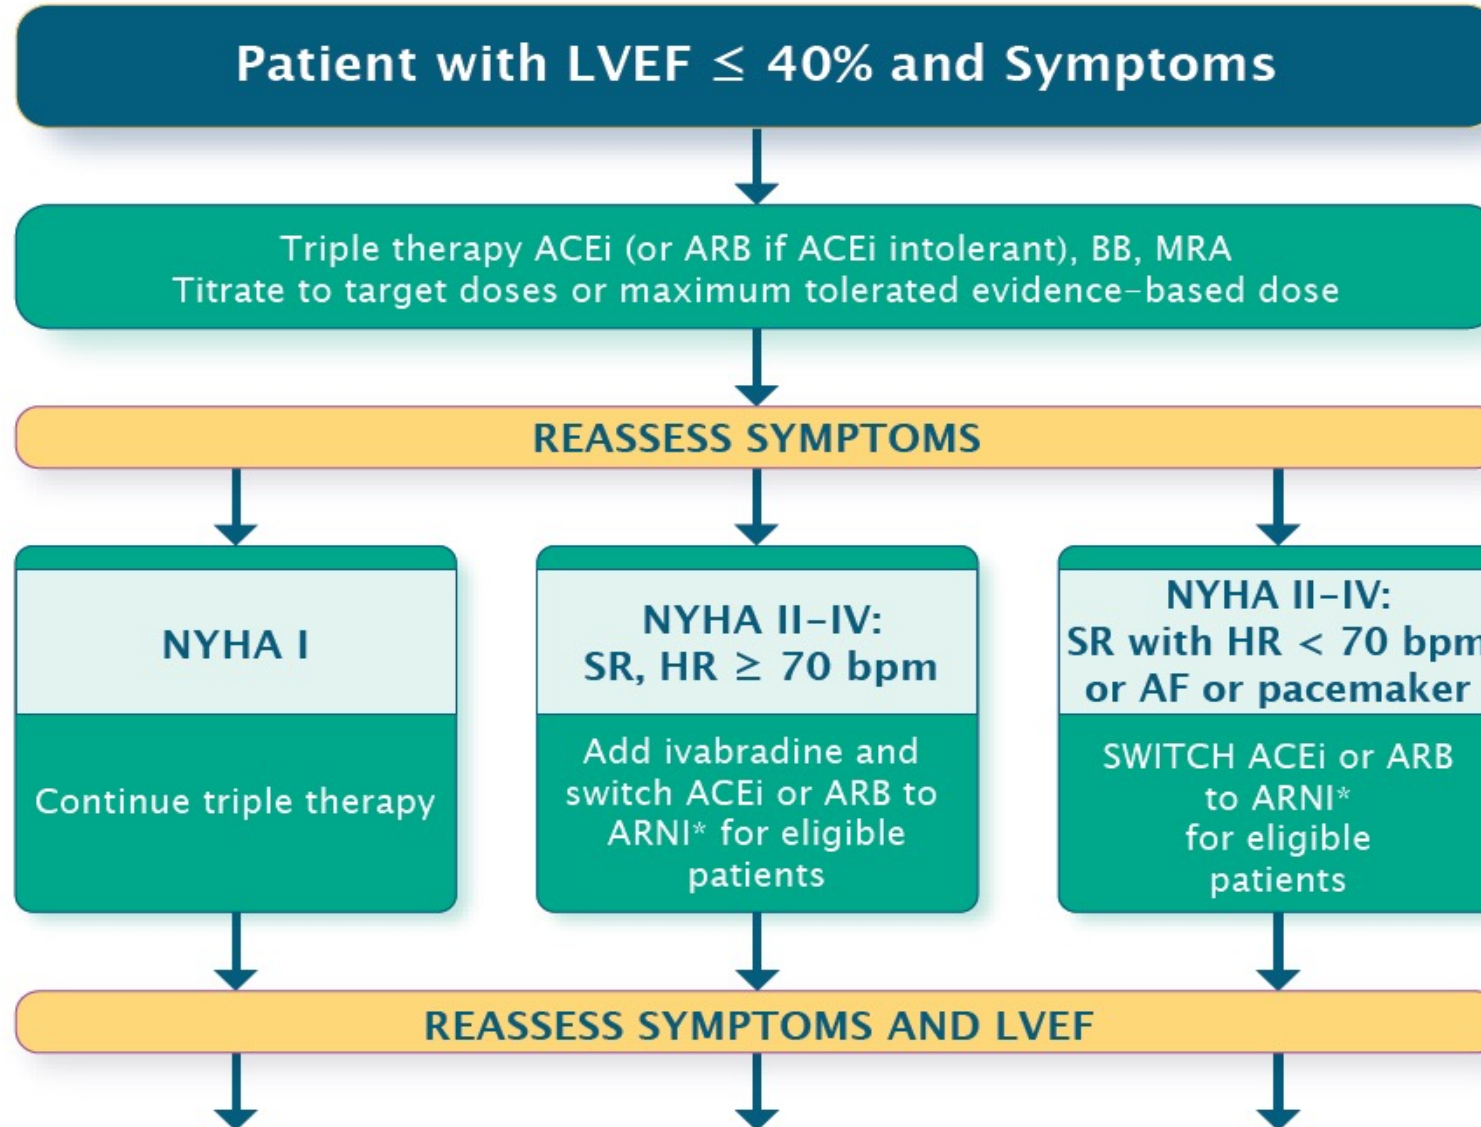 Patient with LVEF ≤ 40% and Symptoms
Triple therapy ACEi (or ARB if ACEi intolerant), BB, MRA
Titrate to target doses or maximum tolerated evidence-based dose
REASSESS SYMPTOMS
NYHA I
Continue triple therapy
NYHA II-IV:
SR, HR ≥ 70 bpm
Add ivabradine and
switch ACEi or ARB to
ARNI* for eligible
patients
NYHA II-IV:
SR with HR < 70 bpm
or AF or pacemaker
SWITCH ACEi or ARB
to ARNI*
for eligible
patients
REASSESS SYMPTOMS AND LVEF